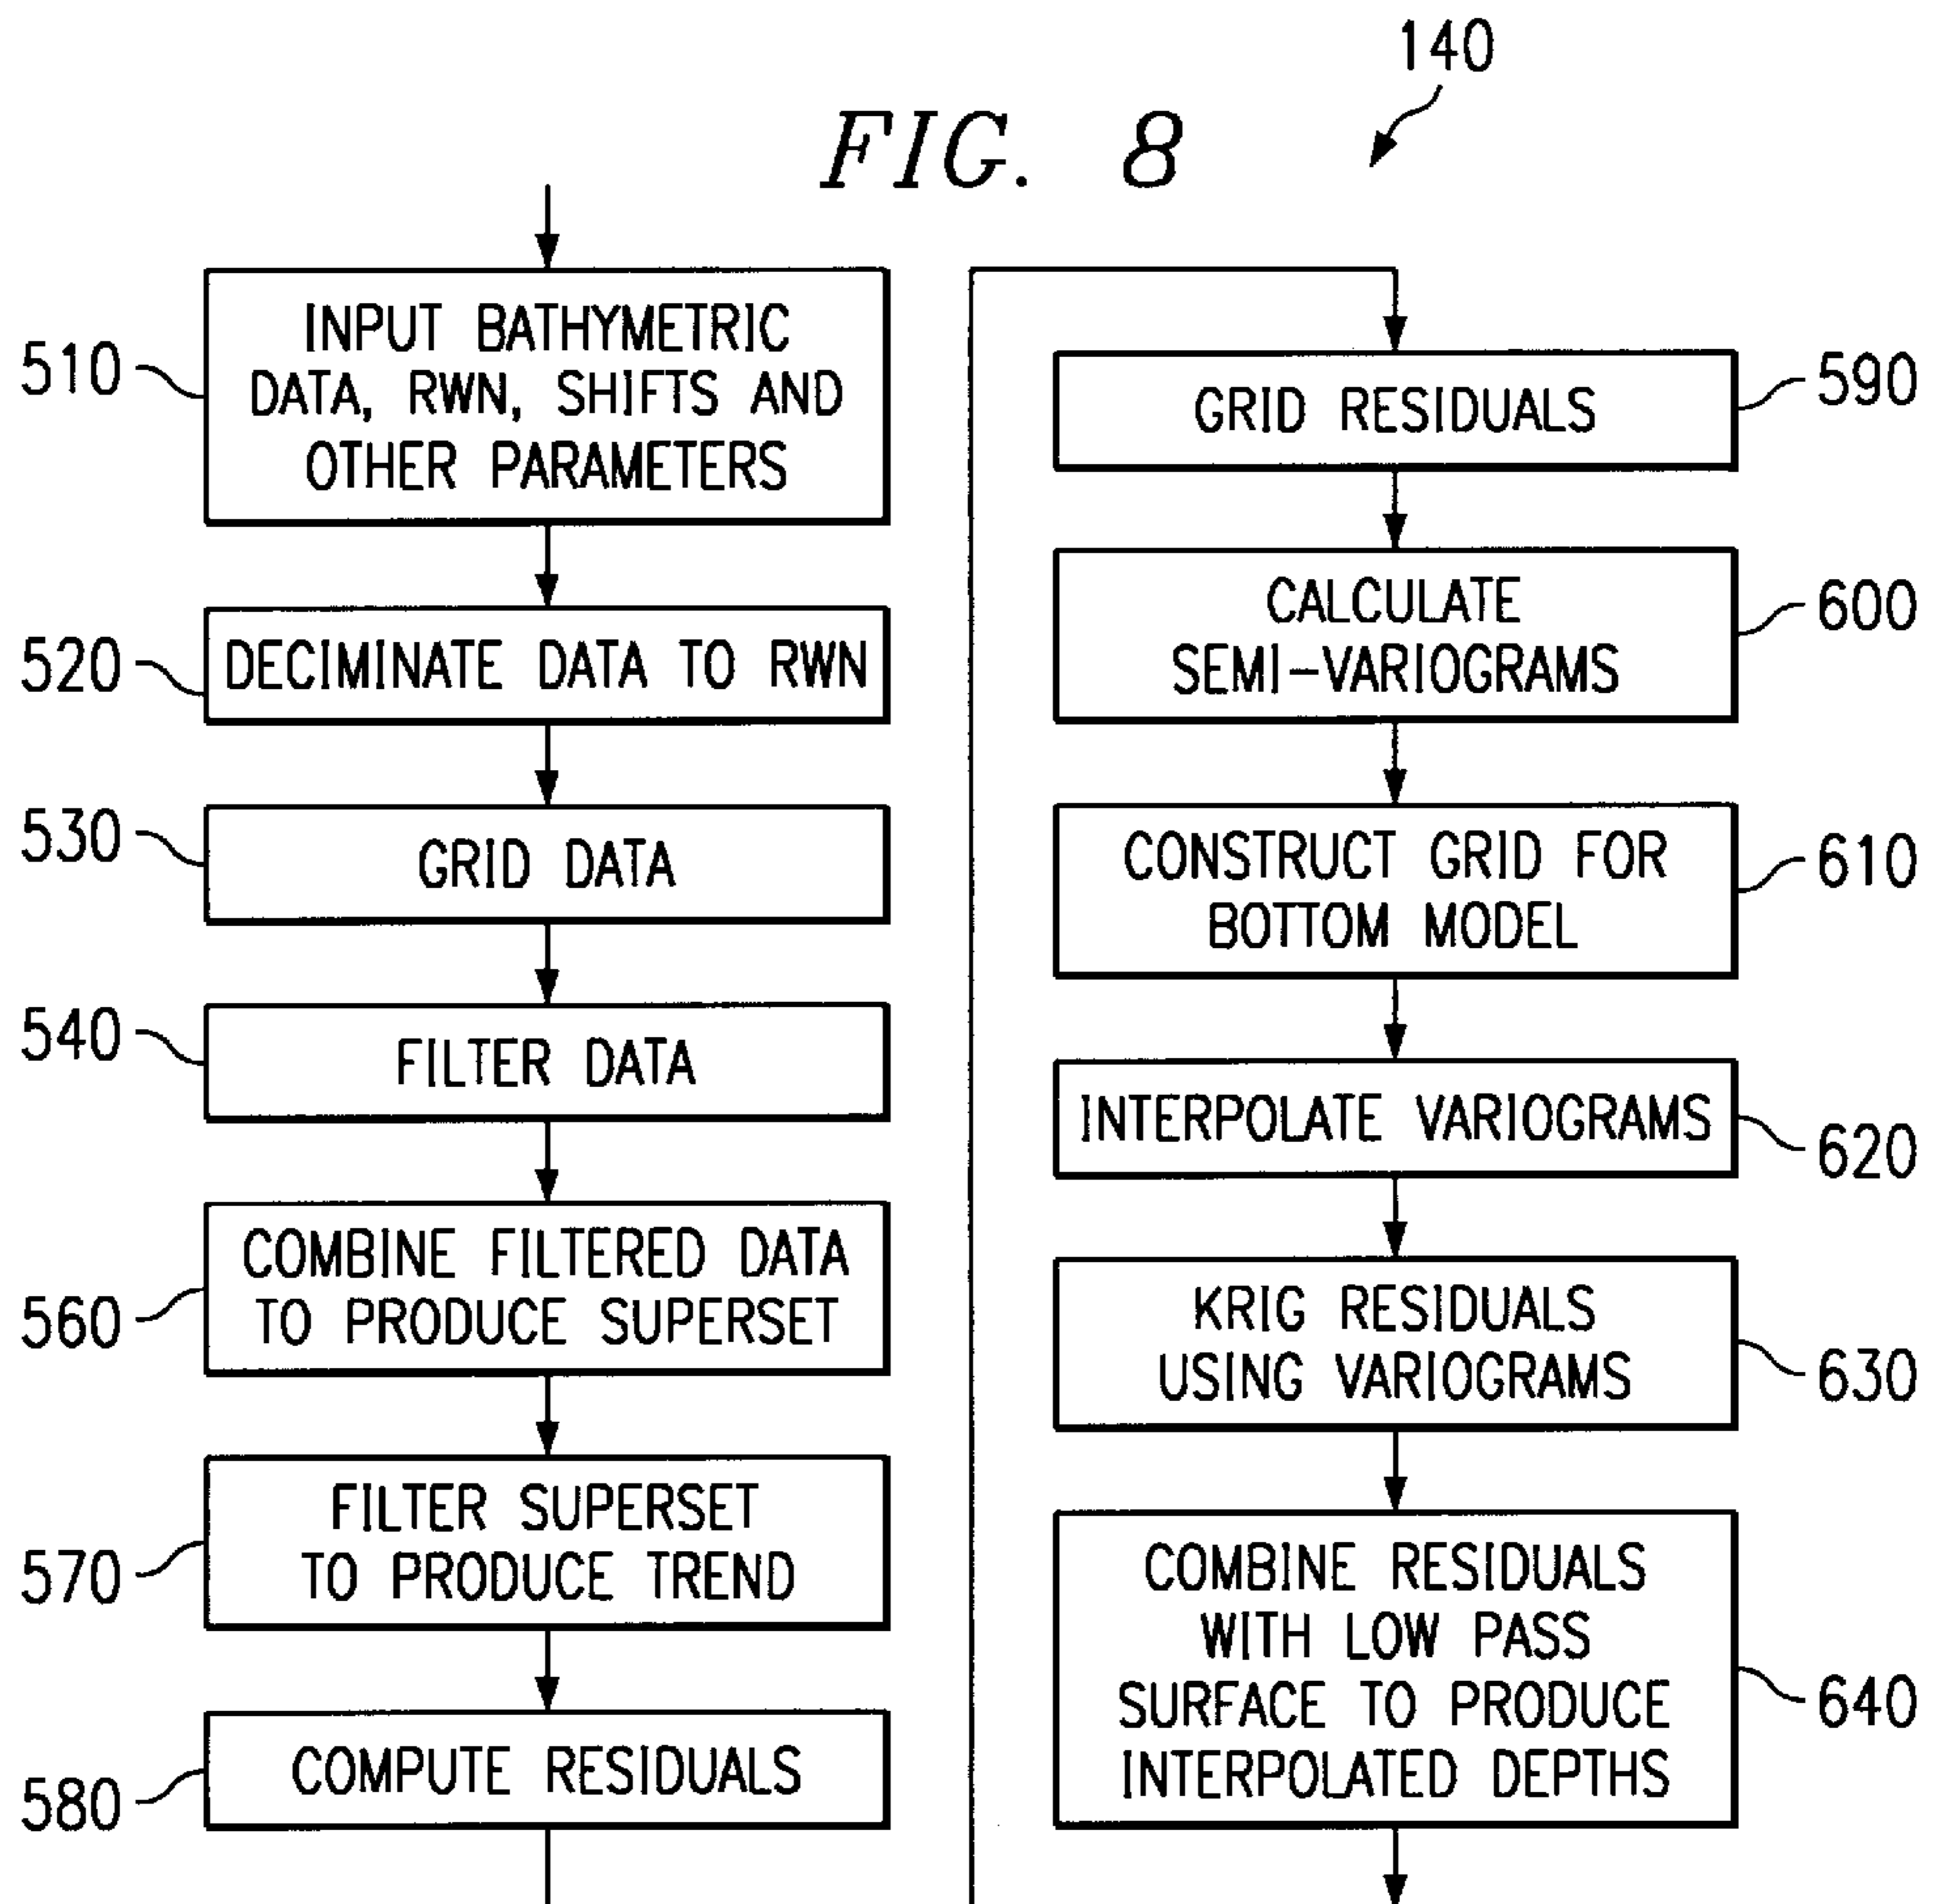 140
FIG. 8
510
INPUT BATHYMETRIC
DATA, RWN, SHIFTS AND
OTHER PARAMETERS
520
DECIMINATE DATA TO RWN
530
GRID DATA
540
FILTER DATA
560
COMBINE FILTERED DATA
TO PRODUCE SUPERSET
570
FILTER SUPERSET
TO PRODUCE TREND
580
COMPUTE RESIDUALS
GRID RESIDUALS
590
CALCULATE
SEMI-VARIOGRAMS
600
CONSTRUCT GRID FOR
BOTTOM MODEL
610
INTERPOLATE VARIOGRAMS
620
KRIG RESIDUALS
USING VARIOGRAMS
630
COMBINE RESIDUALS
WITH LOW PASS
SURFACE TO PRODUCE
INTERPOLATED DEPTHS
640